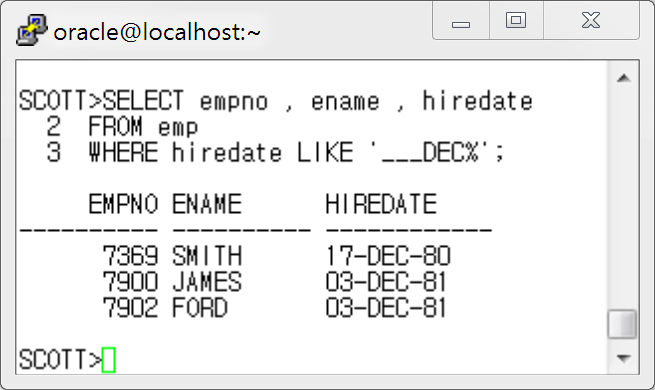 oracle@localhost:~
SCOTT>SELECT empno , ename , hiredate
  2  FROM emp
  3  WHERE hiredate LIKE '___DEC%';
     EMPNO ENAME      HIREDATE
---------- ---------- ------------
      7369 SMITH      17-DEC-80
      7900 JAMES      03-DEC-81
      7902 FORD       03-DEC-81
SCOTT>